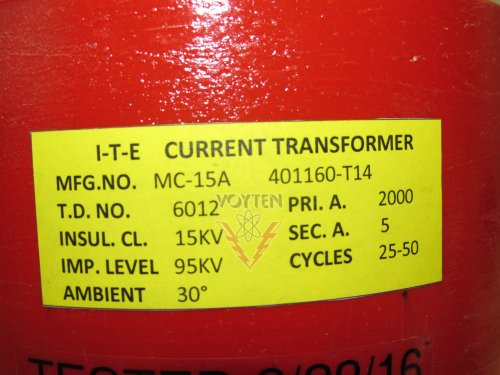 I-T-E CURRENT TRANSFORMER
MFG.NO. MC-15A 401160-T14
T.D. NO. 6012 PRI. A. 2000
INSUL. CL. 15KV SEC. A. 5
IMP. LEVEL 95KV CYCLES 25-50
AMBIENT 30°
VOYTEN